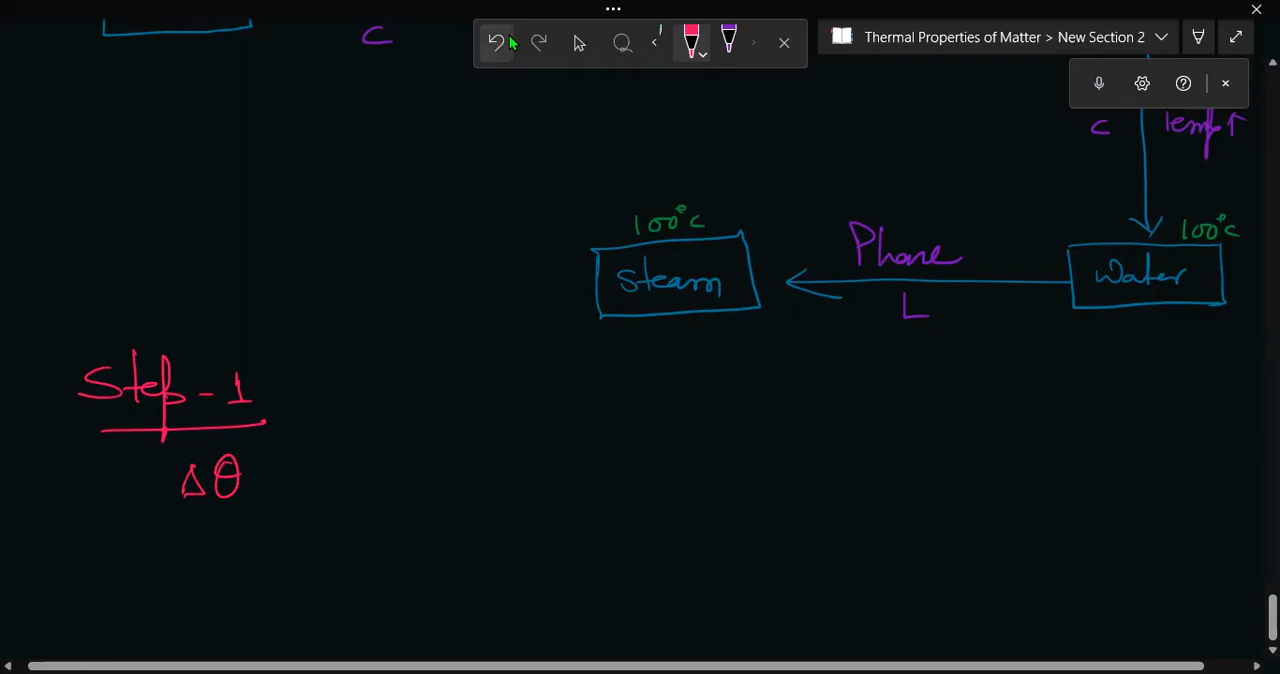 Thermal Properties of Matter > New Section 2
c
c
Temp↑
100°C
100°C
Phase
Steam
Water
L
Step - 1
Δθ